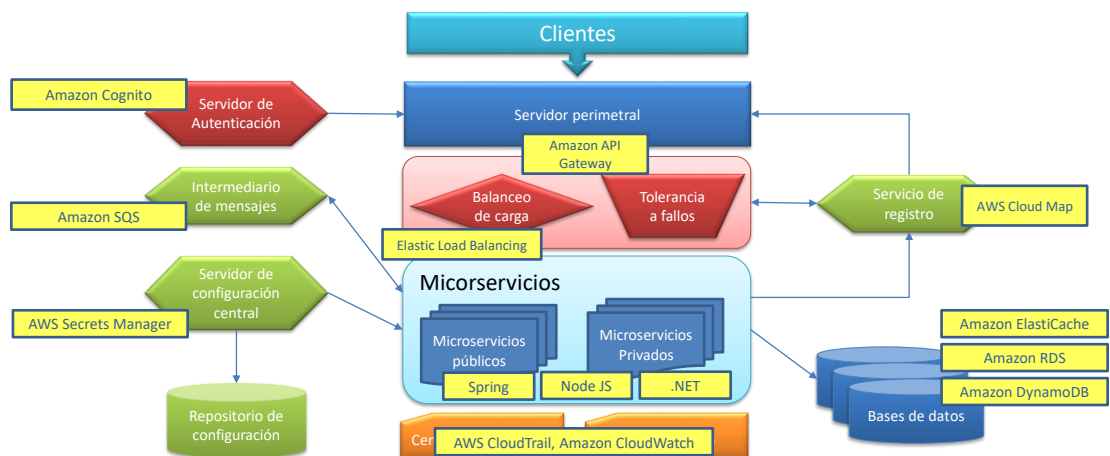 Clientes
Amazon Cognito
Servidor de
Autenticación
Servidor perimetral
Amazon API
Gateway
Intermediario
de mensajes
Amazon SQS
Balanceo
de carga
Tolerancia
a fallos
Elastic Load Balancing
Servicio de
registro
AWS Cloud Map
Servidor de
configuración
central
AWS Secrets Manager
Micorservicios
Microservicios
públicos
Microservicios
Privados
Spring
Node JS
.NET
Amazon ElastiCache
Amazon RDS
Amazon DynamoDB
Bases de datos
Repositorio de
configuración
AWS CloudTrail, Amazon CloudWatch